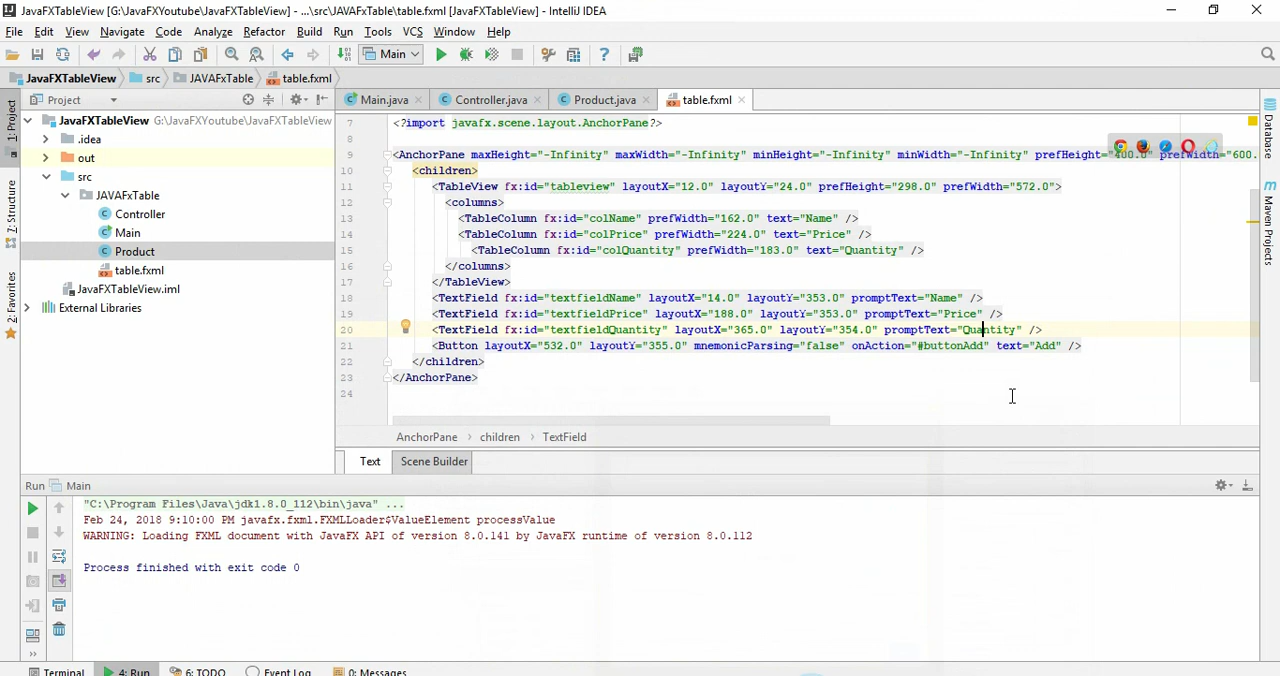 JavaFXTableView [G:\JavaFXYoutube\JavaFXTableView] - ...\src\JAVAFxTable\table.fxml [JavaFXTableView] - IntelliJ IDEA
File Edit View Navigate Code Analyze Refactor Build Run Tools VCS Window Help
Main
JavaFXTableView src JAVAFxTable table.fxml
Project
Main.java Controller.java Product.java table.fxml
1: Project
Z: Structure
2: Favorites
JavaFXTableView G:\JavaFXYoutube\JavaFXTableView
.idea
out
src
JAVAFxTable
Controller
Main
Product
table.fxml
JavaFXTableView.iml
External Libraries
7 <?import javafx.scene.layout.AnchorPane?>
8
9 <AnchorPane maxHeight="-Infinity" maxWidth="-Infinity" minHeight="-Infinity" minWidth="-Infinity" prefHeight="400.0" prefWidth="600.
10 <children>
11 <TableView fx:id="tableview" layoutX="12.0" layoutY="24.0" prefHeight="298.0" prefWidth="572.0">
12 <columns>
13 <TableColumn fx:id="colName" prefWidth="162.0" text="Name" />
14 <TableColumn fx:id="colPrice" prefWidth="224.0" text="Price" />
15 <TableColumn fx:id="colQuantity" prefWidth="183.0" text="Quantity" />
16 </columns>
17 </TableView>
18 <TextField fx:id="textfieldName" layoutX="14.0" layoutY="353.0" promptText="Name" />
19 <TextField fx:id="textfieldPrice" layoutX="188.0" layoutY="353.0" promptText="Price" />
20 <TextField fx:id="textfieldQuantity" layoutX="365.0" layoutY="354.0" promptText="Quantity" />
21 <Button layoutX="532.0" layoutY="355.0" mnemonicParsing="false" onAction="#buttonAdd" text="Add" />
22 </children>
23 </AnchorPane>
24
AnchorPane children TextField
Text Scene Builder
Database
Maven Projects
Run Main
"C:\Program Files\Java\jdk1.8.0_112\bin\java" ...
Feb 24, 2018 9:10:00 PM javafx.fxml.FXMLLoader$ValueElement processValue
WARNING: Loading FXML document with JavaFX API of version 8.0.141 by JavaFX runtime of version 8.0.112
Process finished with exit code 0
Terminal 4: Run 6: TODO Event Log 0: Messages